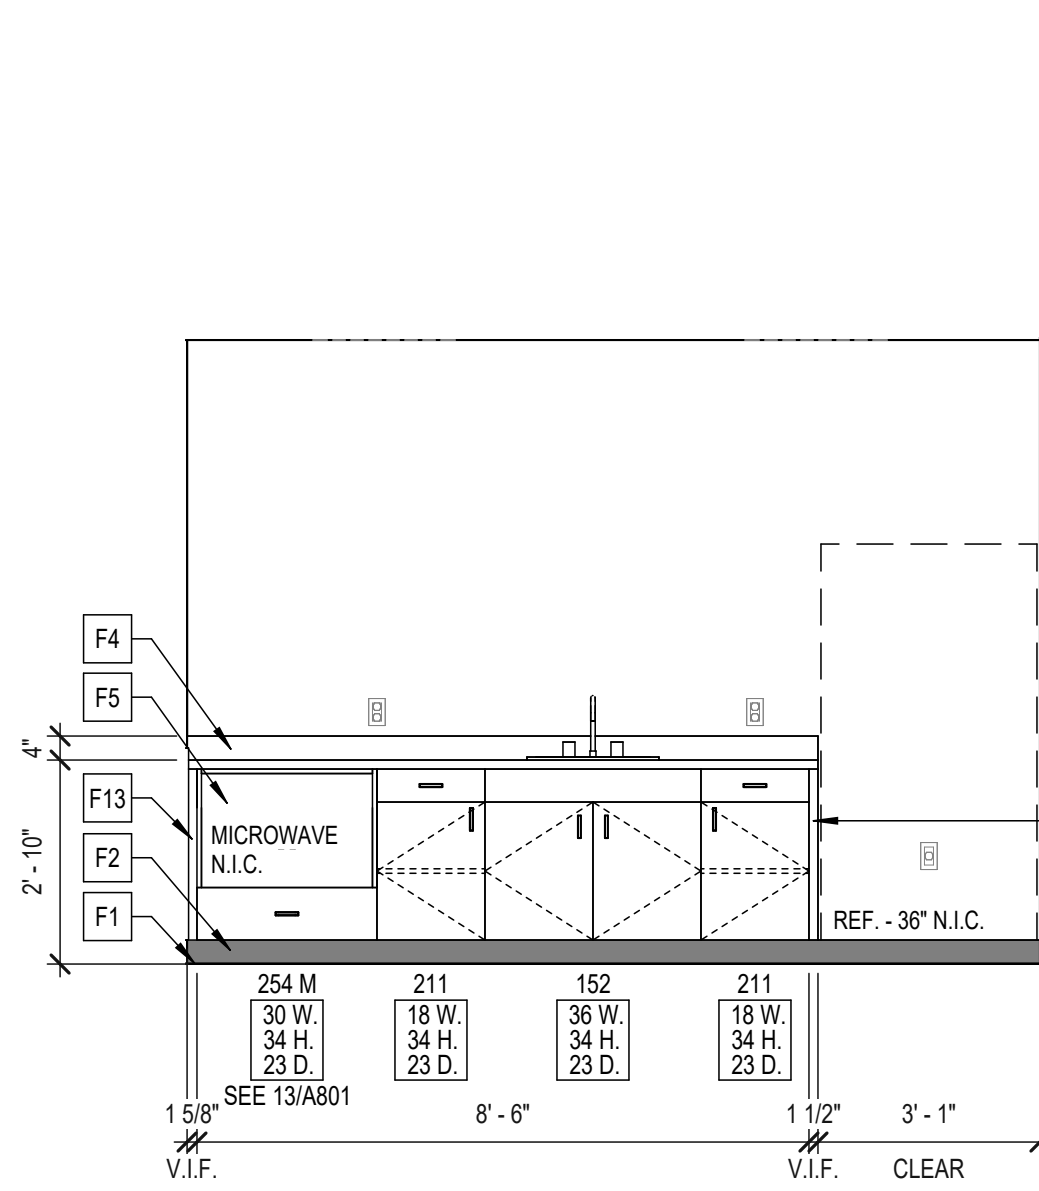 F4
F5
4"
F13
MICROWAVE
N.I.C.
2' - 10"
F2
F1
REF. - 36" N.I.C.
254 M
30 W.
34 H.
23 D.
SEE 13/A801
211
18 W.
34 H.
23 D.
152
36 W.
34 H.
23 D.
211
18 W.
34 H.
23 D.
1 5/8"
8' - 6"
1 1/2"
3' - 1"
V.I.F.
V.I.F.
CLEAR